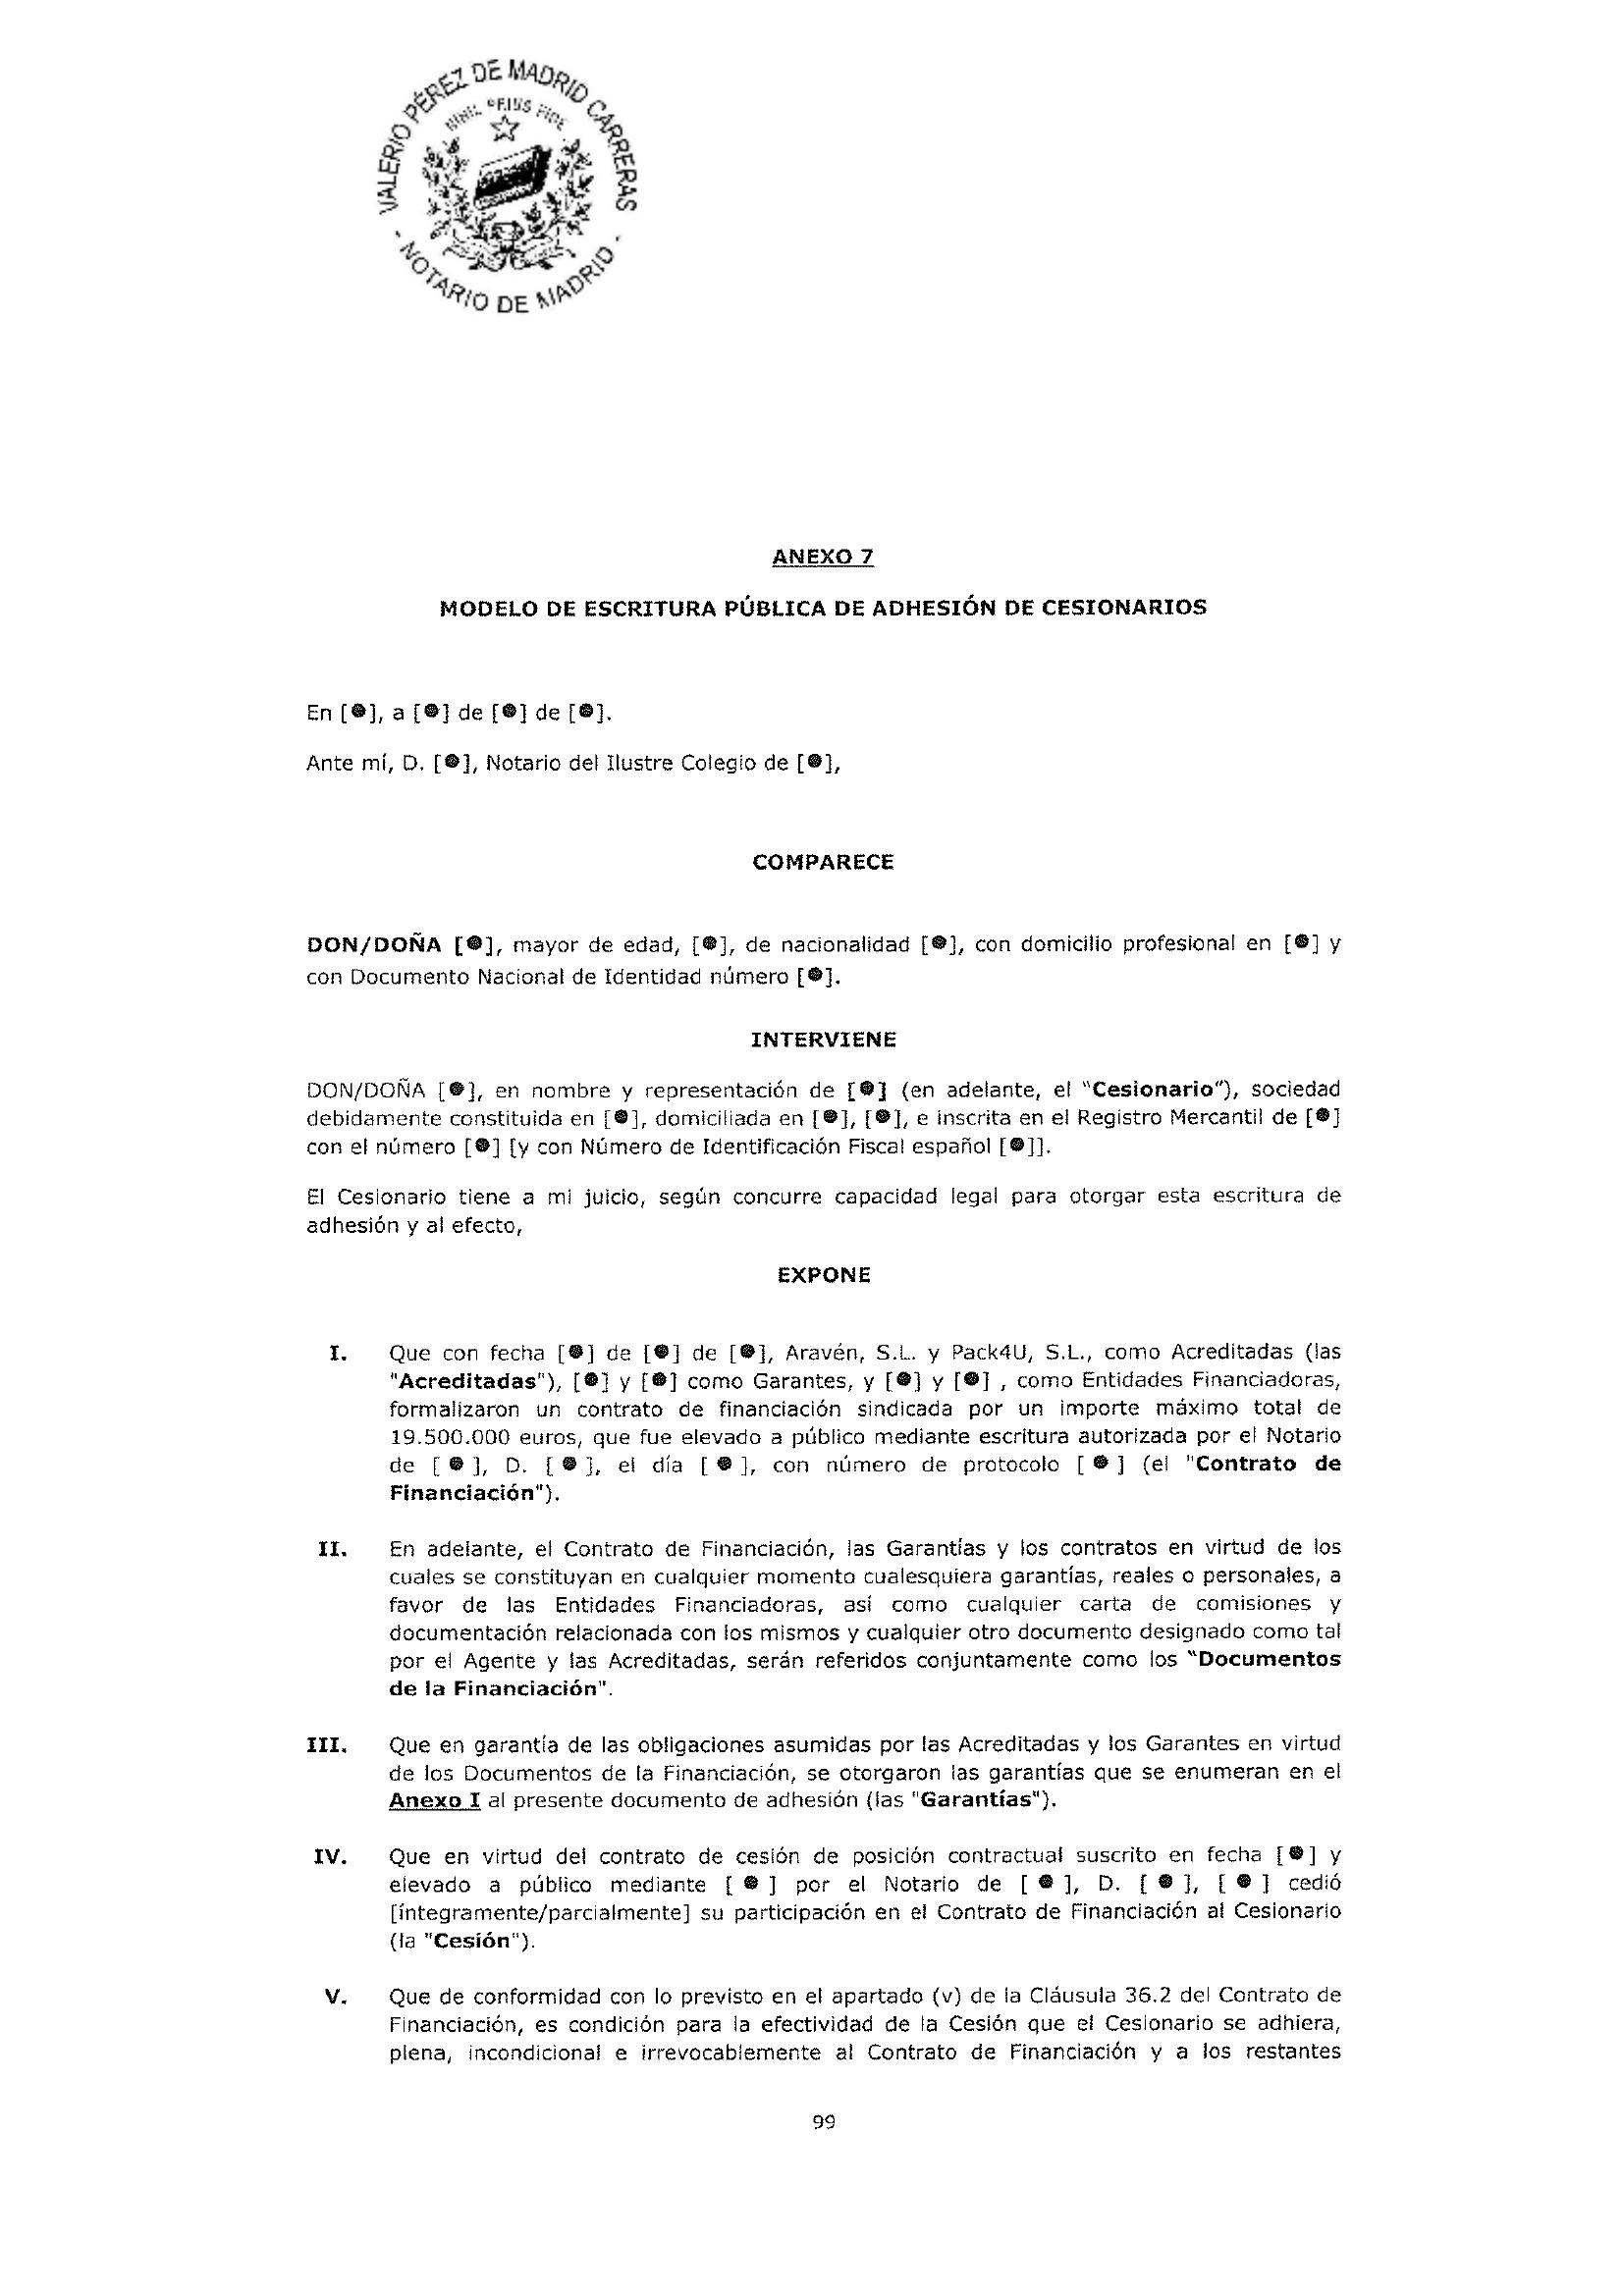 VALERIO PÉREZ DE MADRID CARRERAS
- NOTARIO DE MADRID -
ANEXO 7
MODELO DE ESCRITURA PÚBLICA DE ADHESIÓN DE CESIONARIOS
En [●], a [●] de [●] de [●].
Ante mí, D. [●], Notario del Ilustre Colegio de [●],
COMPARECE
DON/DOÑA [●], mayor de edad, [●], de nacionalidad [●], con domicilio profesional en [●] y
con Documento Nacional de Identidad número [●].
INTERVIENE
DON/DOÑA [●], en nombre y representación de [●] (en adelante, el "Cesionario"), sociedad
debidamente constituida en [●], domiciliada en [●], [●], e inscrita en el Registro Mercantil de [●]
con el número [●] [y con Número de Identificación Fiscal español [●]].
El Cesionario tiene a mi juicio, según concurre capacidad legal para otorgar esta escritura de
adhesión y al efecto,
EXPONE
I. Que con fecha [●] de [●] de [●], Aravén, S.L. y Pack4U, S.L., como Acreditadas (las
"Acreditadas"), [●] y [●] como Garantes, y [●] y [●] , como Entidades Financiadoras,
formalizaron un contrato de financiación sindicada por un importe máximo total de
19.500.000 euros, que fue elevado a público mediante escritura autorizada por el Notario
de [ ● ], D. [ ● ], el día [ ● ], con número de protocolo [ ● ] (el "Contrato de
Financiación").
II. En adelante, el Contrato de Financiación, las Garantías y los contratos en virtud de los
cuales se constituyan en cualquier momento cualesquiera garantías, reales o personales, a
favor de las Entidades Financiadoras, así como cualquier carta de comisiones y
documentación relacionada con los mismos y cualquier otro documento designado como tal
por el Agente y las Acreditadas, serán referidos conjuntamente como los "Documentos
de la Financiación".
III. Que en garantía de las obligaciones asumidas por las Acreditadas y los Garantes en virtud
de los Documentos de la Financiación, se otorgaron las garantías que se enumeran en el
Anexo I al presente documento de adhesión (las "Garantías").
IV. Que en virtud del contrato de cesión de posición contractual suscrito en fecha [●] y
elevado a público mediante [ ● ] por el Notario de [ ● ], D. [ ● ], [ ● ] cedió
[íntegramente/parcialmente] su participación en el Contrato de Financiación al Cesionario
(la "Cesión").
V. Que de conformidad con lo previsto en el apartado (v) de la Cláusula 36.2 del Contrato de
Financiación, es condición para la efectividad de la Cesión que el Cesionario se adhiera,
plena, incondicional e irrevocablemente al Contrato de Financiación y a los restantes
99